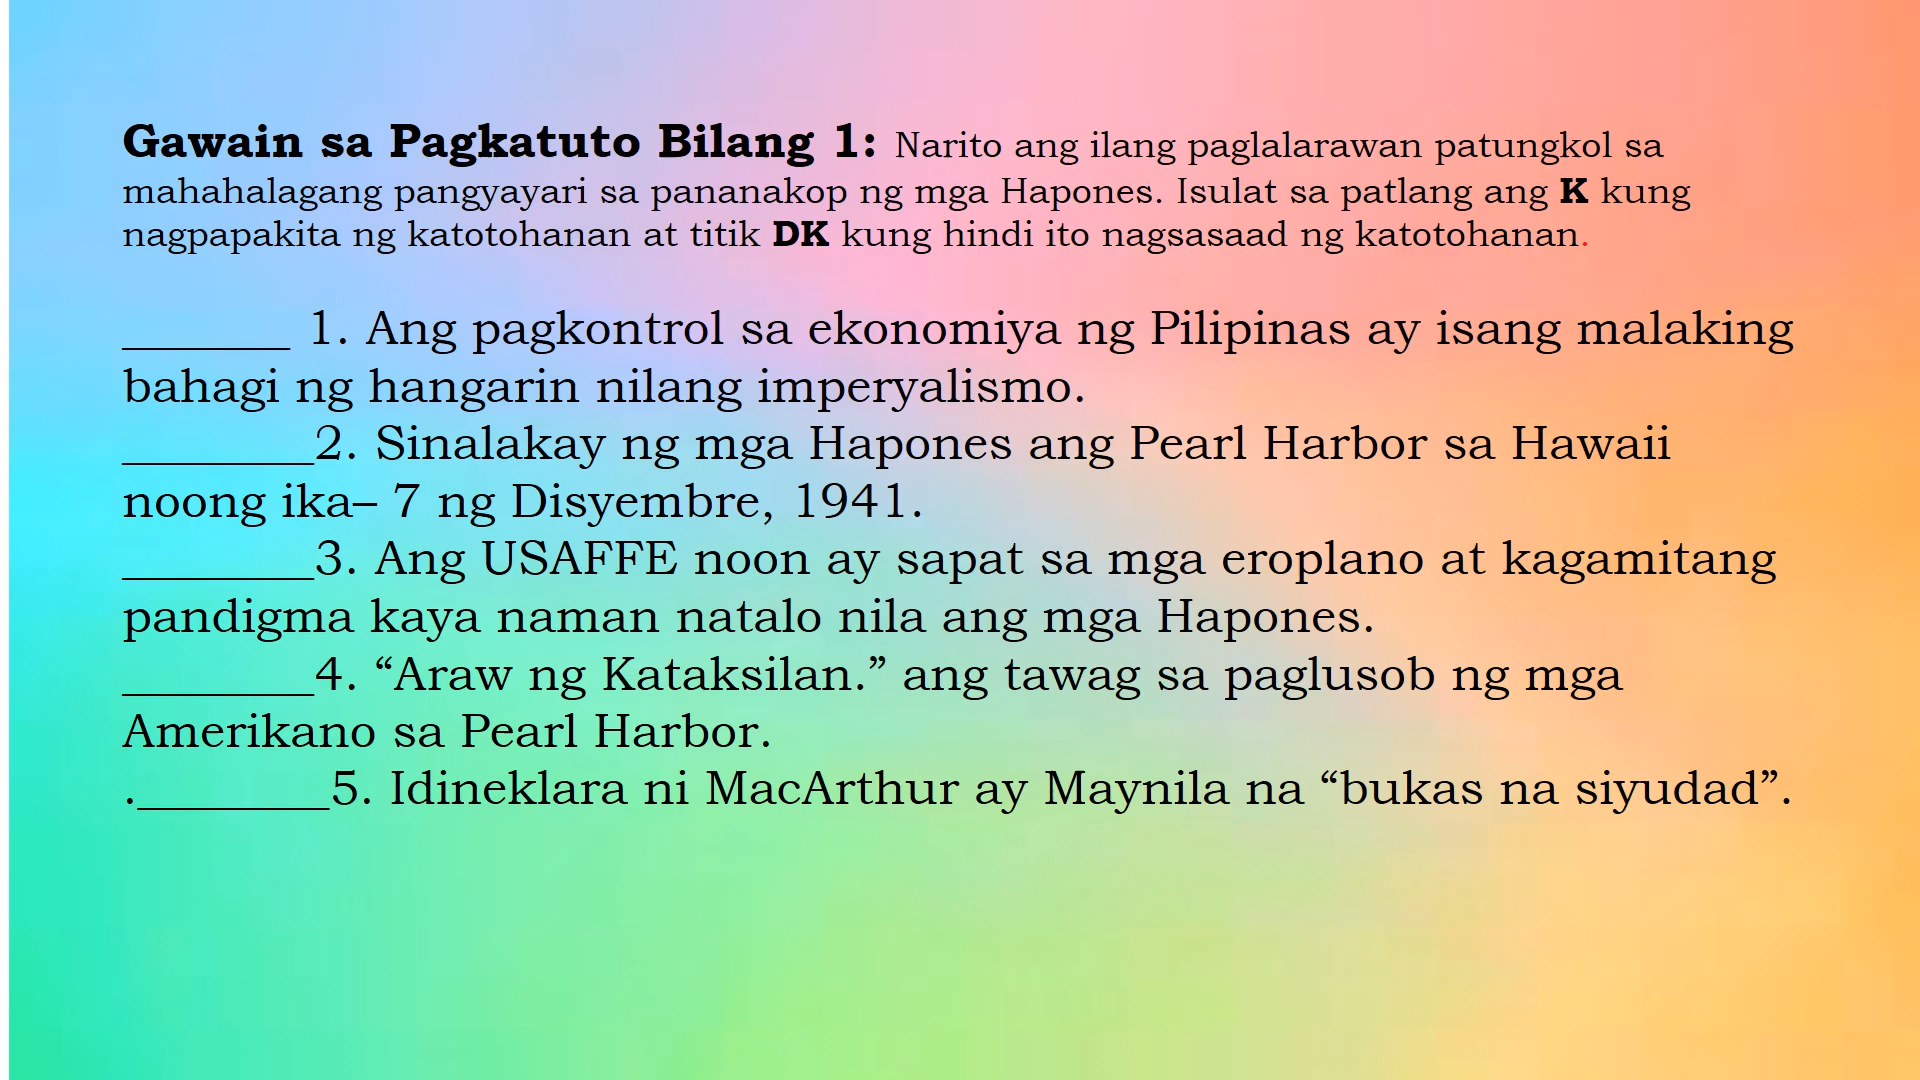 Gawain sa Pagkatuto Bilang 1: Narito ang ilang paglalarawan patungkol sa
mahahalagang pangyayari sa pananakop ng mga Hapones. Isulat sa patlang ang K kung
nagpapakita ng katotohanan at titik DK kung hindi ito nagsasaad ng katotohanan.
_______ 1. Ang pagkontrol sa ekonomiya ng Pilipinas ay isang malaking
bahagi ng hangarin nilang imperyalismo.
________2. Sinalakay ng mga Hapones ang Pearl Harbor sa Hawaii
noong ika– 7 ng Disyembre, 1941.
________3. Ang USAFFE noon ay sapat sa mga eroplano at kagamitang
pandigma kaya naman natalo nila ang mga Hapones.
________4. “Araw ng Kataksilan.” ang tawag sa paglusob ng mga
Amerikano sa Pearl Harbor.
.________5. Idineklara ni MacArthur ay Maynila na “bukas na siyudad”.